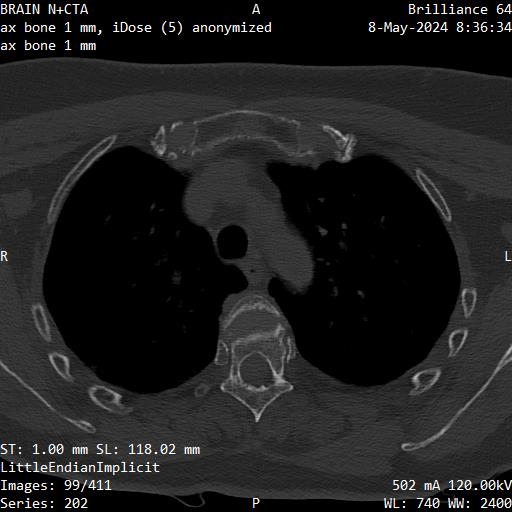 BRAIN N+CTA
ax bone 1 mm, iDose (5) anonymized
ax bone 1 mm
A
Brilliance 64
8-May-2024 8:36:34
R
L
ST: 1.00 mm SL: 118.02 mm
LittleEndianImplicit
Images: 99/411
Series: 202
P
502 mA 120.00kV
WL: 740 WW: 2400